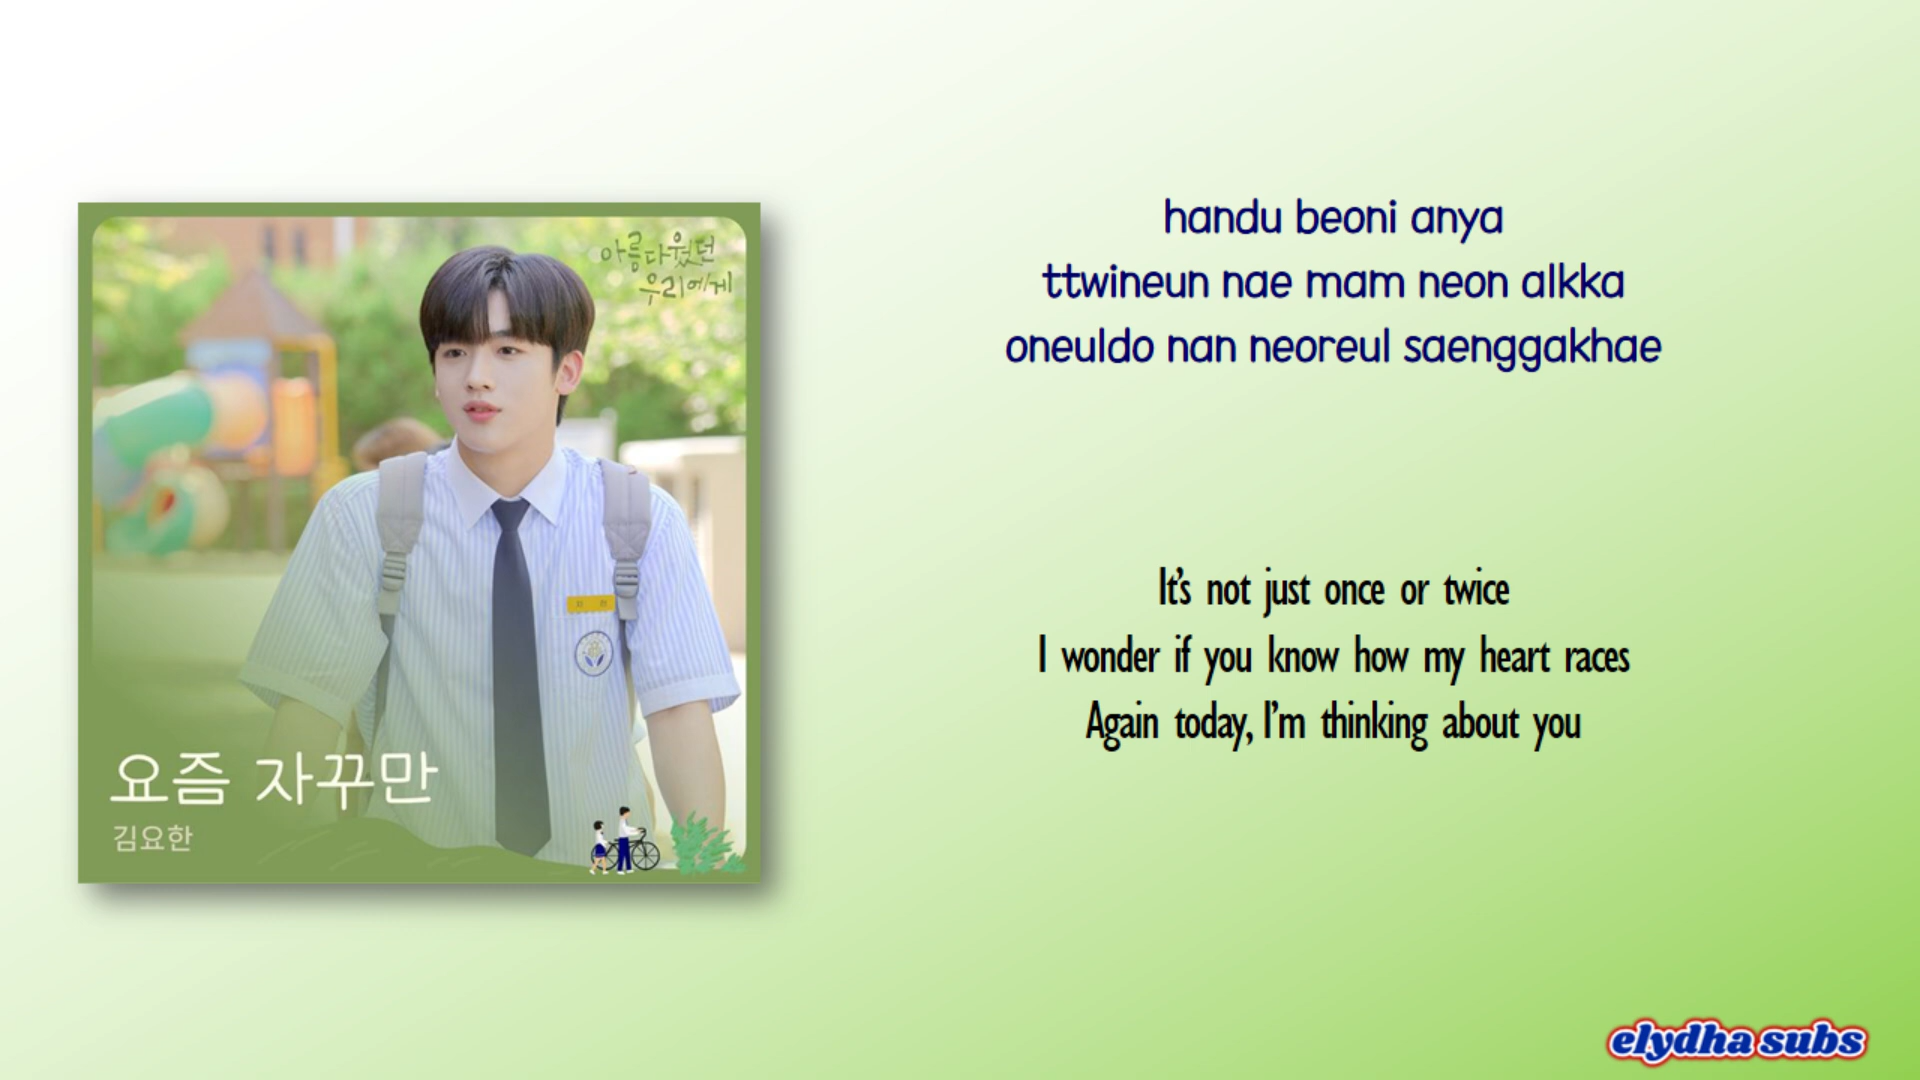 아름다웠던
우리에게
요즘 자꾸만
김요한
handu beoni anya
ttwineun nae mam neon alkka
oneuldo nan neoreul saenggakhae
It's not just once or twice
I wonder if you know how my heart races
Again today, I'm thinking about you
elydha subs